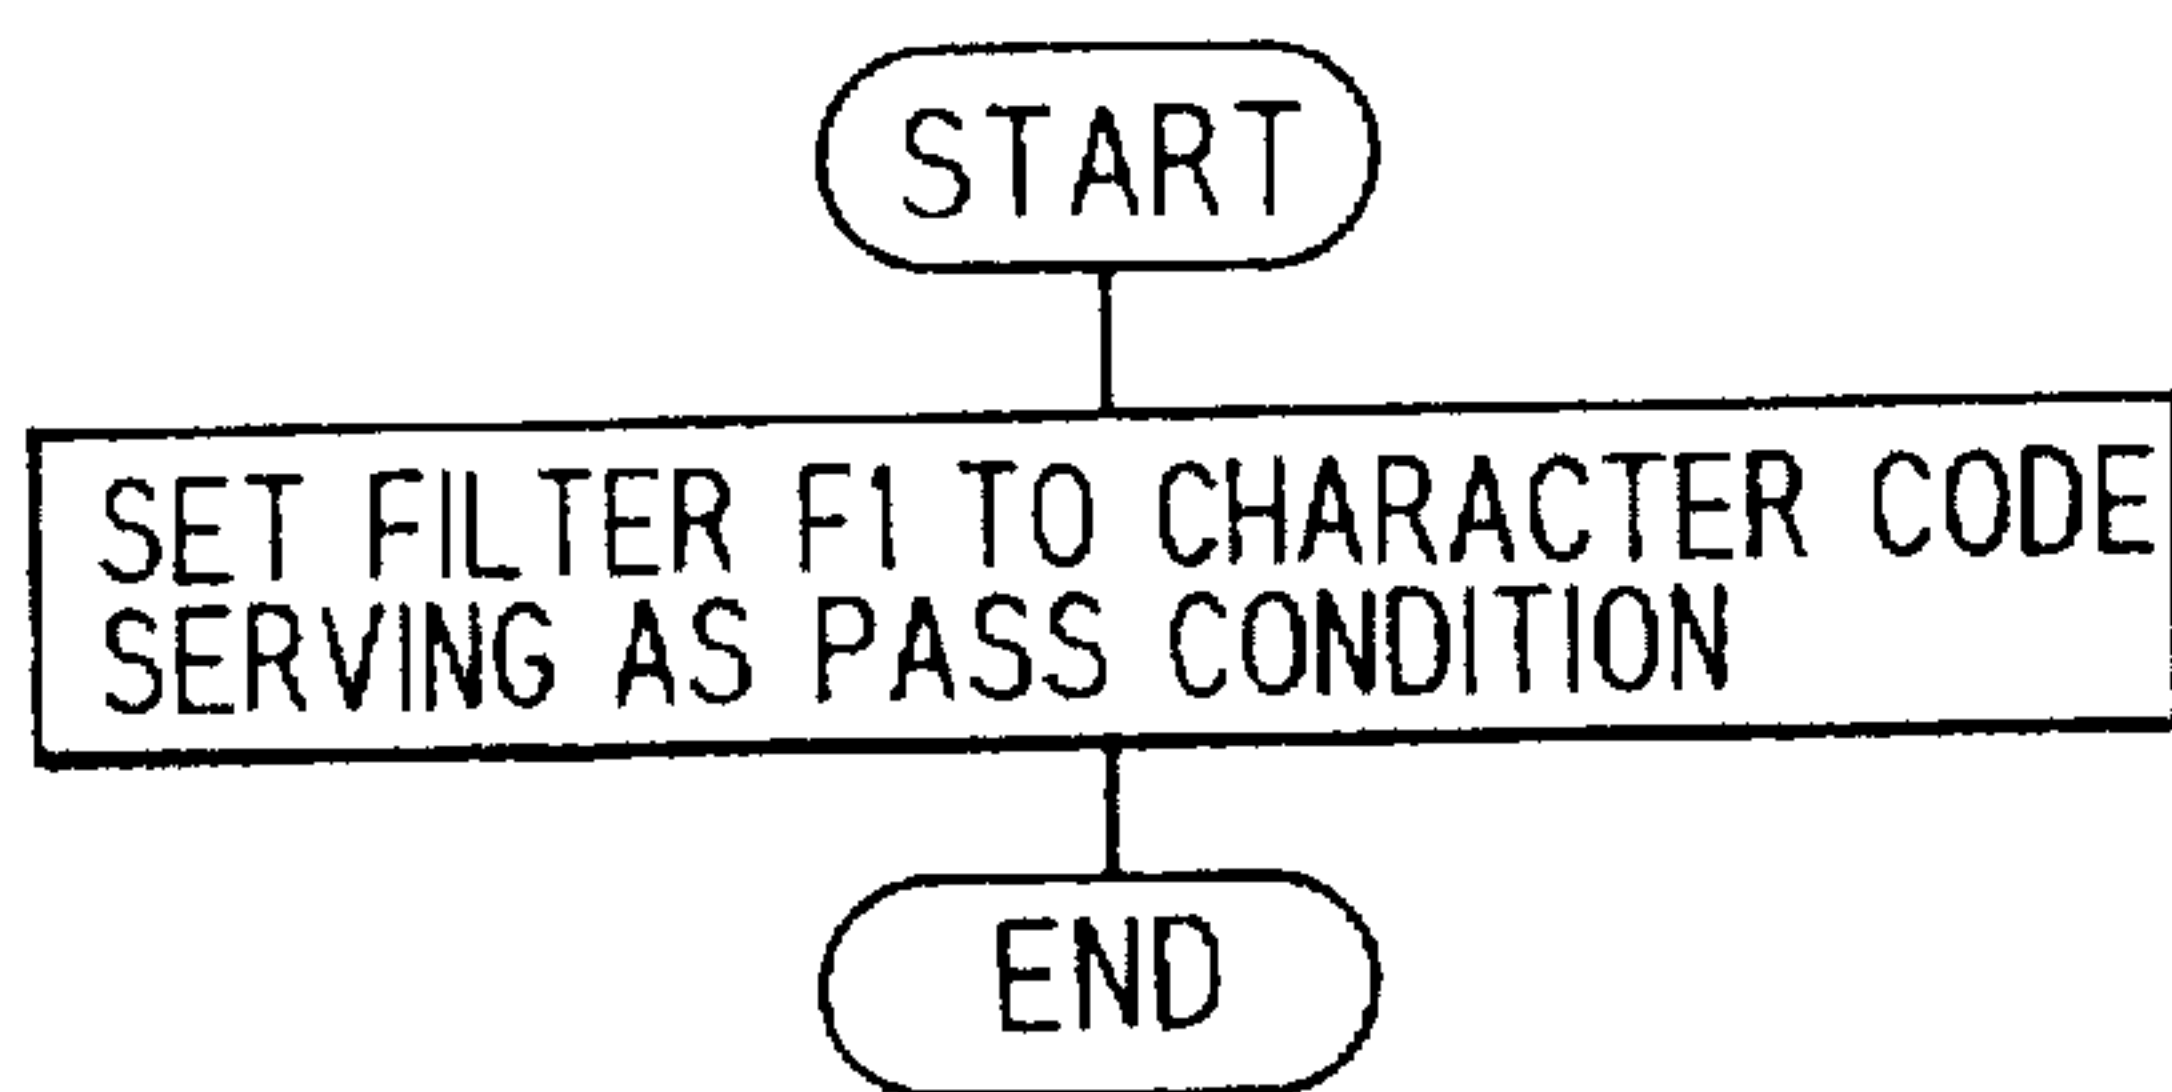 START
SET FILTER F1 TO CHARACTER CODE
SERVING AS PASS CONDITION
END